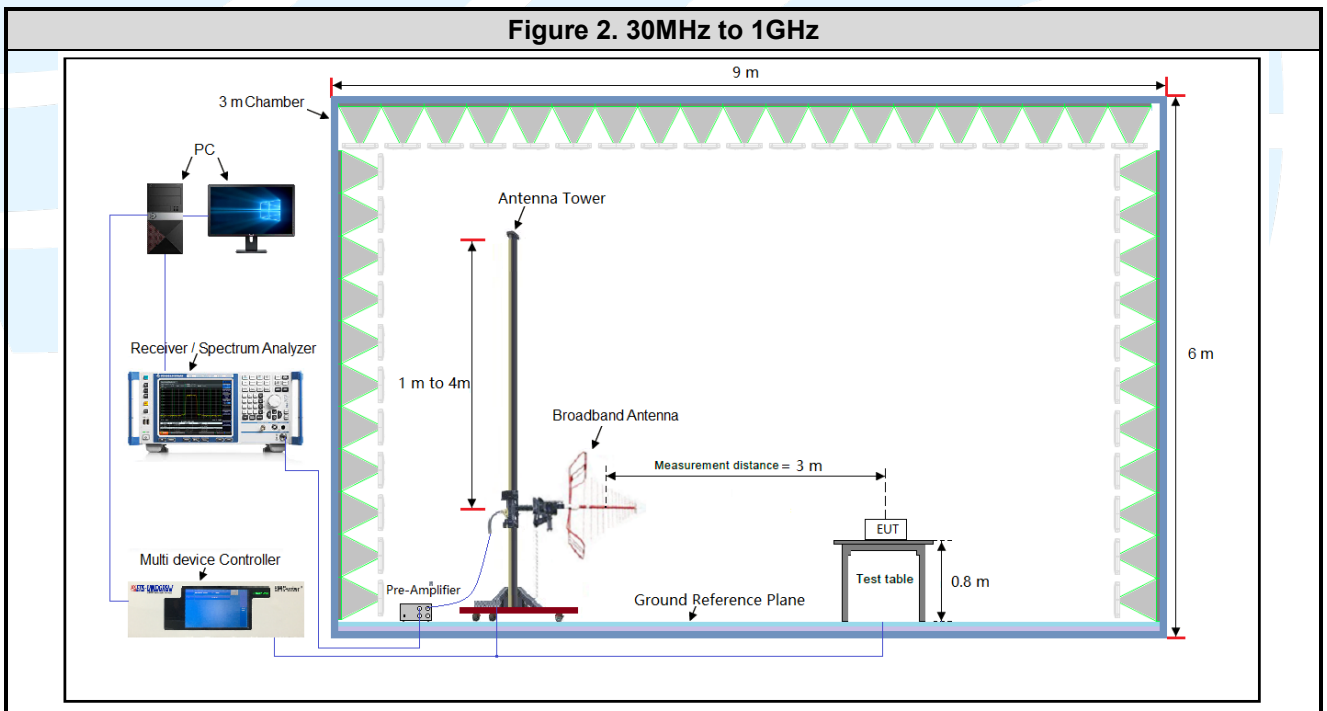 Figure 2. 30MHz to 1GHz
9 m
3 m Chamber
PC
Antenna Tower
Receiver / Spectrum Analyzer
1 m to 4m
6 m
Broadband Antenna
Measurement distance = 3 m
EUT
Multi device Controller
Test table
0.8 m
Pre-Amplifier
Ground Reference Plane